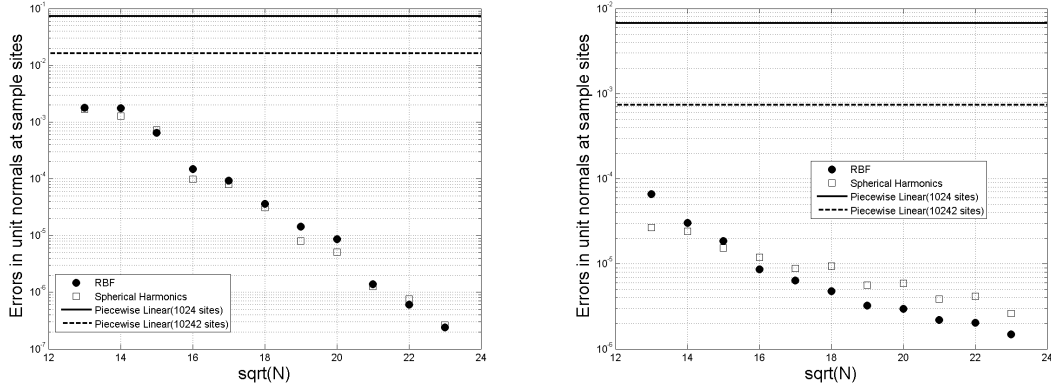 Errors in unit normals at sample sites
10^-1
10^-2
10^-3
10^-4
10^-5
10^-6
10^-7
RBF
Spherical Harmonics
Piecewise Linear(1024 sites)
Piecewise Linear(10242 sites)
12 14 16 18 20 22 24
sqrt(N)
Errors in unit normals at sample sites
10^-2
10^-3
10^-4
10^-5
10^-6
RBF
Spherical Harmonics
Piecewise Linear(1024 sites)
Piecewise Linear(10242 sites)
12 14 16 18 20 22 24
sqrt(N)